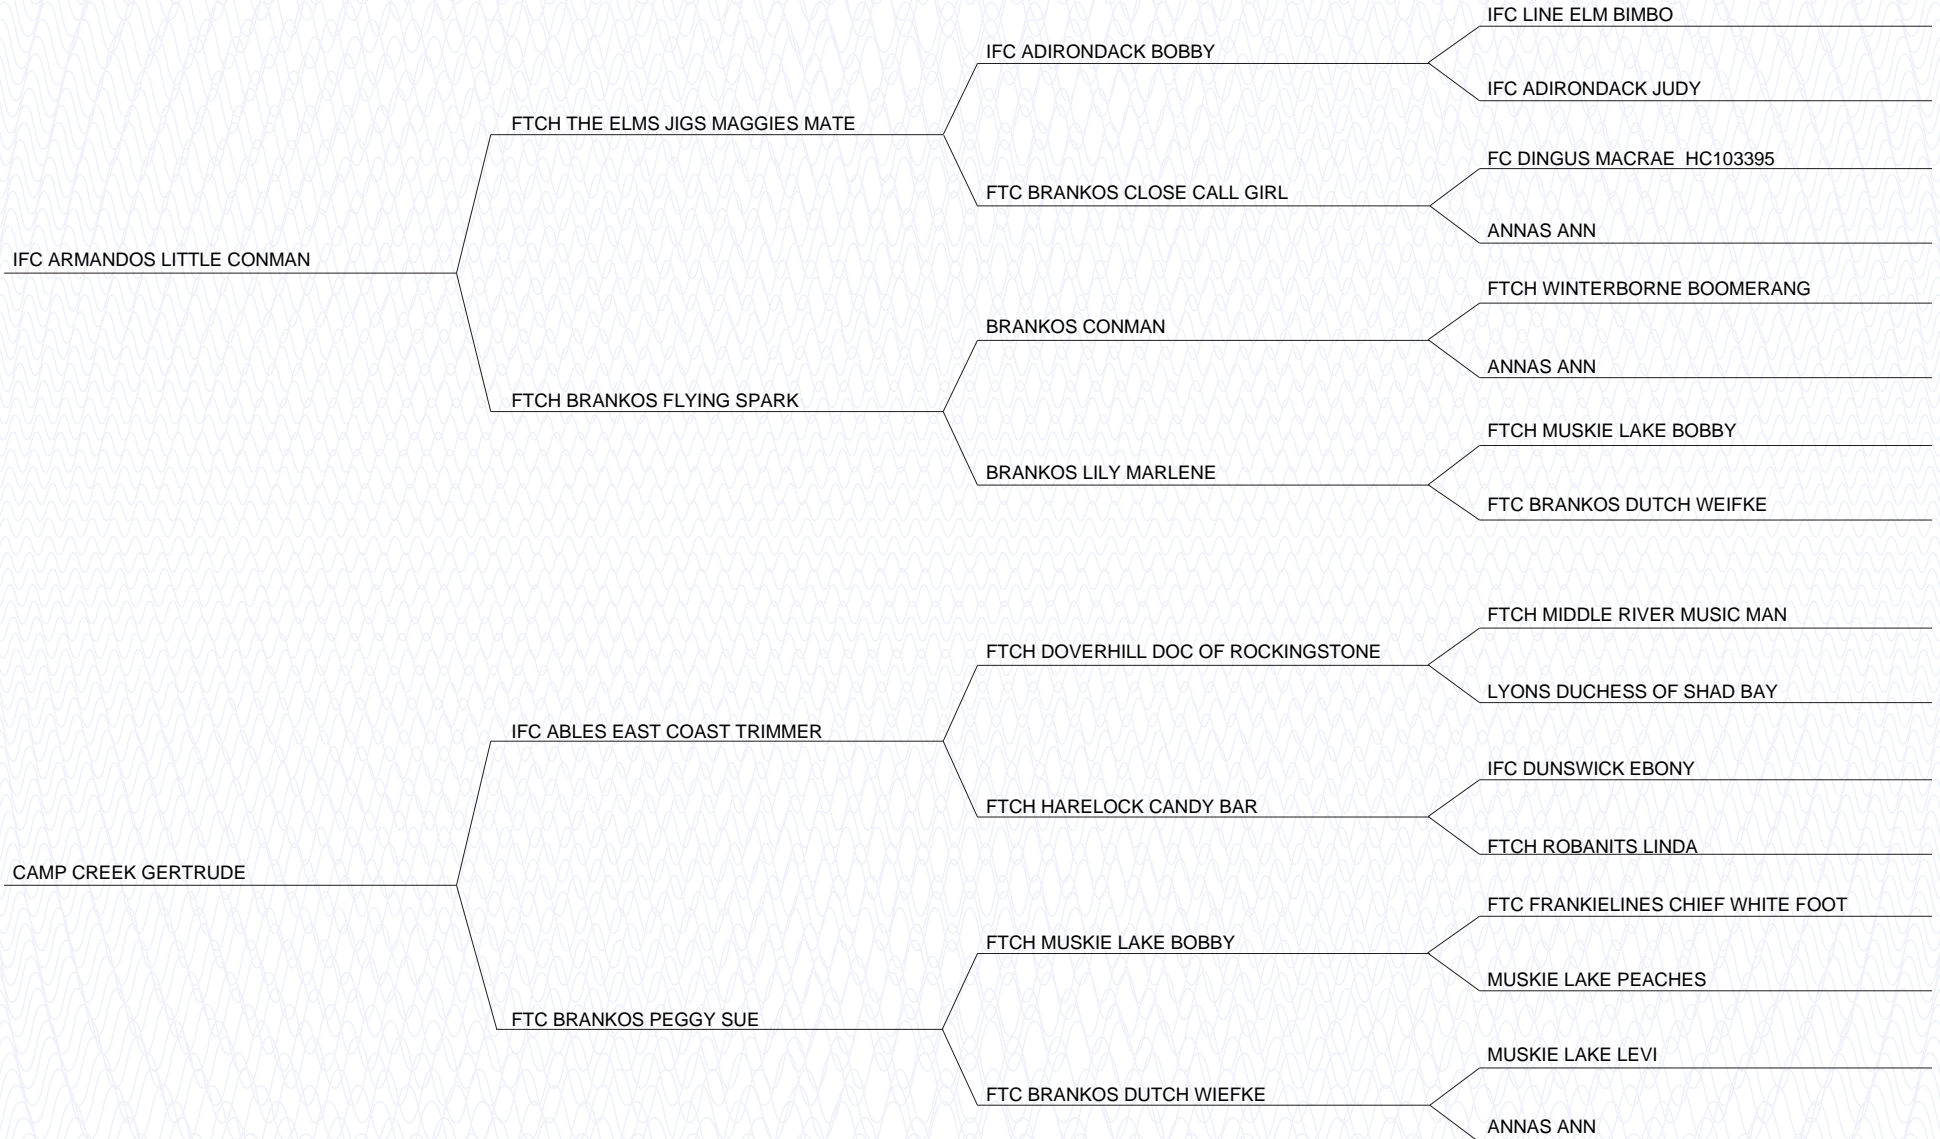 IFC LINE ELM BIMBO
IFC ADIRONDACK BOBBY
IFC ADIRONDACK JUDY
FTCH THE ELMS JIGS MAGGIES MATE
FC DINGUS MACRAE  HC103395
FTC BRANKOS CLOSE CALL GIRL
ANNAS ANN
IFC ARMANDOS LITTLE CONMAN
FTCH WINTERBORNE BOOMERANG
BRANKOS CONMAN
ANNAS ANN
FTCH BRANKOS FLYING SPARK
FTCH MUSKIE LAKE BOBBY
BRANKOS LILY MARLENE
FTC BRANKOS DUTCH WEIFKE
FTCH MIDDLE RIVER MUSIC MAN
FTCH DOVERHILL DOC OF ROCKINGSTONE
LYONS DUCHESS OF SHAD BAY
IFC ABLES EAST COAST TRIMMER
IFC DUNSWICK EBONY
FTCH HARELOCK CANDY BAR
FTCH ROBANITS LINDA
CAMP CREEK GERTRUDE
FTC FRANKIELINES CHIEF WHITE FOOT
FTCH MUSKIE LAKE BOBBY
MUSKIE LAKE PEACHES
FTC BRANKOS PEGGY SUE
MUSKIE LAKE LEVI
FTC BRANKOS DUTCH WIEFKE
ANNAS ANN